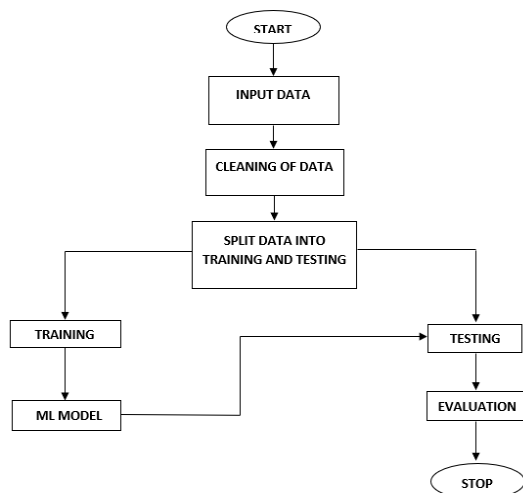 START
INPUT DATA
CLEANING OF DATA
SPLIT DATA INTO
TRAINING AND TESTING
TRAINING
TESTING
ML MODEL
EVALUATION
STOP